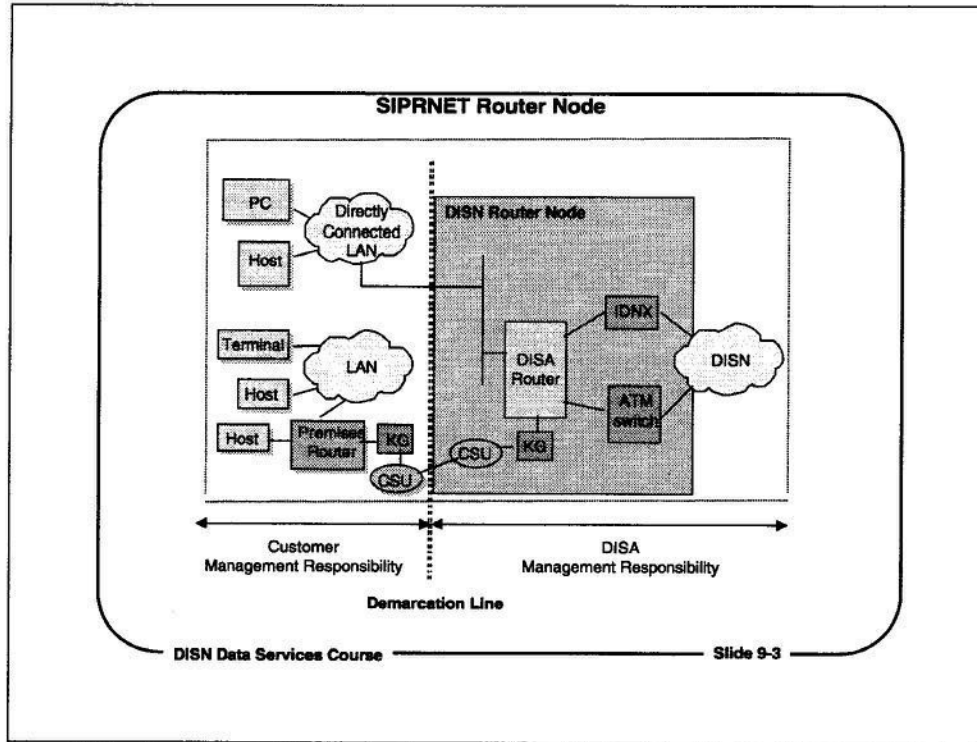 SIPRNET Router Node
PC
Directly
Connected
LAN
Host
Terminal
LAN
Host
Host
Premises
Router
KG
CSU
DISN Router Node
IDNX
DISA
Router
DISN
ATM
switch
CSU
KG
Customer
Management Responsibility
DISA
Management Responsibility
Demarcation Line
DISN Data Services Course
Slide 9-3